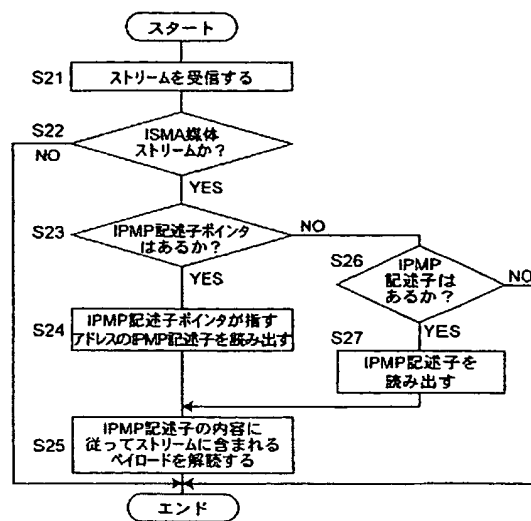 スタート
S21
ストリームを受信する
S22
ISMA媒体
ストリームか?
NO
YES
S23
IPMP記述子ポインタ
はあるか?
NO
YES
S26
IPMP
記述子は
あるか?
NO
YES
S24
IPMP記述子ポインタが指す
アドレスのIPMP記述子を読み出す
S27
IPMP記述子を
読み出す
S25
IPMP記述子の内容に
従ってストリームに含まれる
ペイロードを解読する
エンド